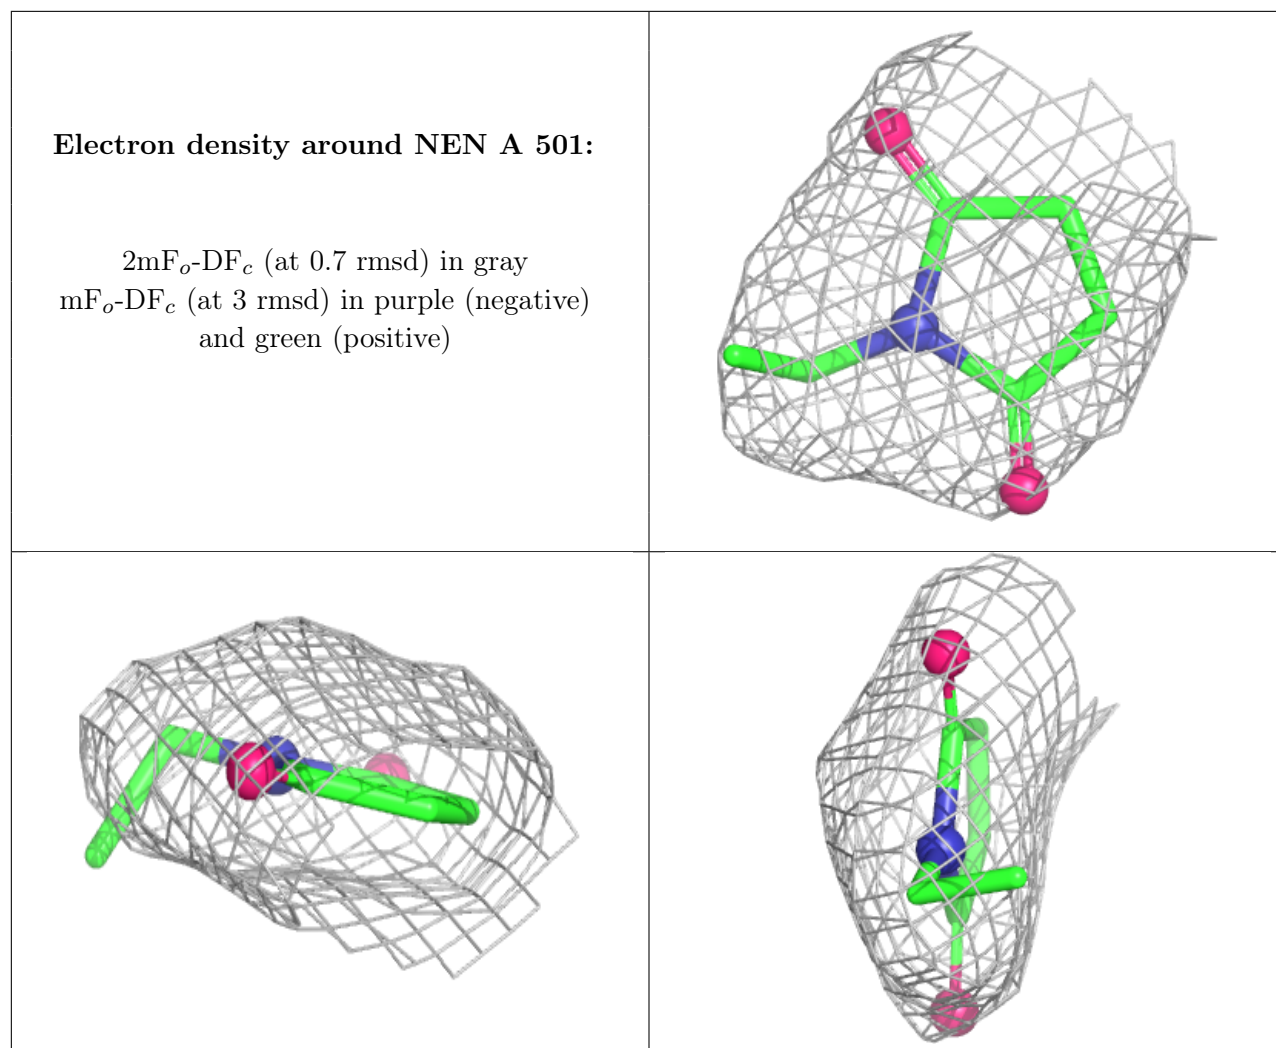 Electron density around NEN A 501:
2mFo-DFc (at 0.7 rmsd) in gray
mFo-DFc (at 3 rmsd) in purple (negative)
and green (positive)